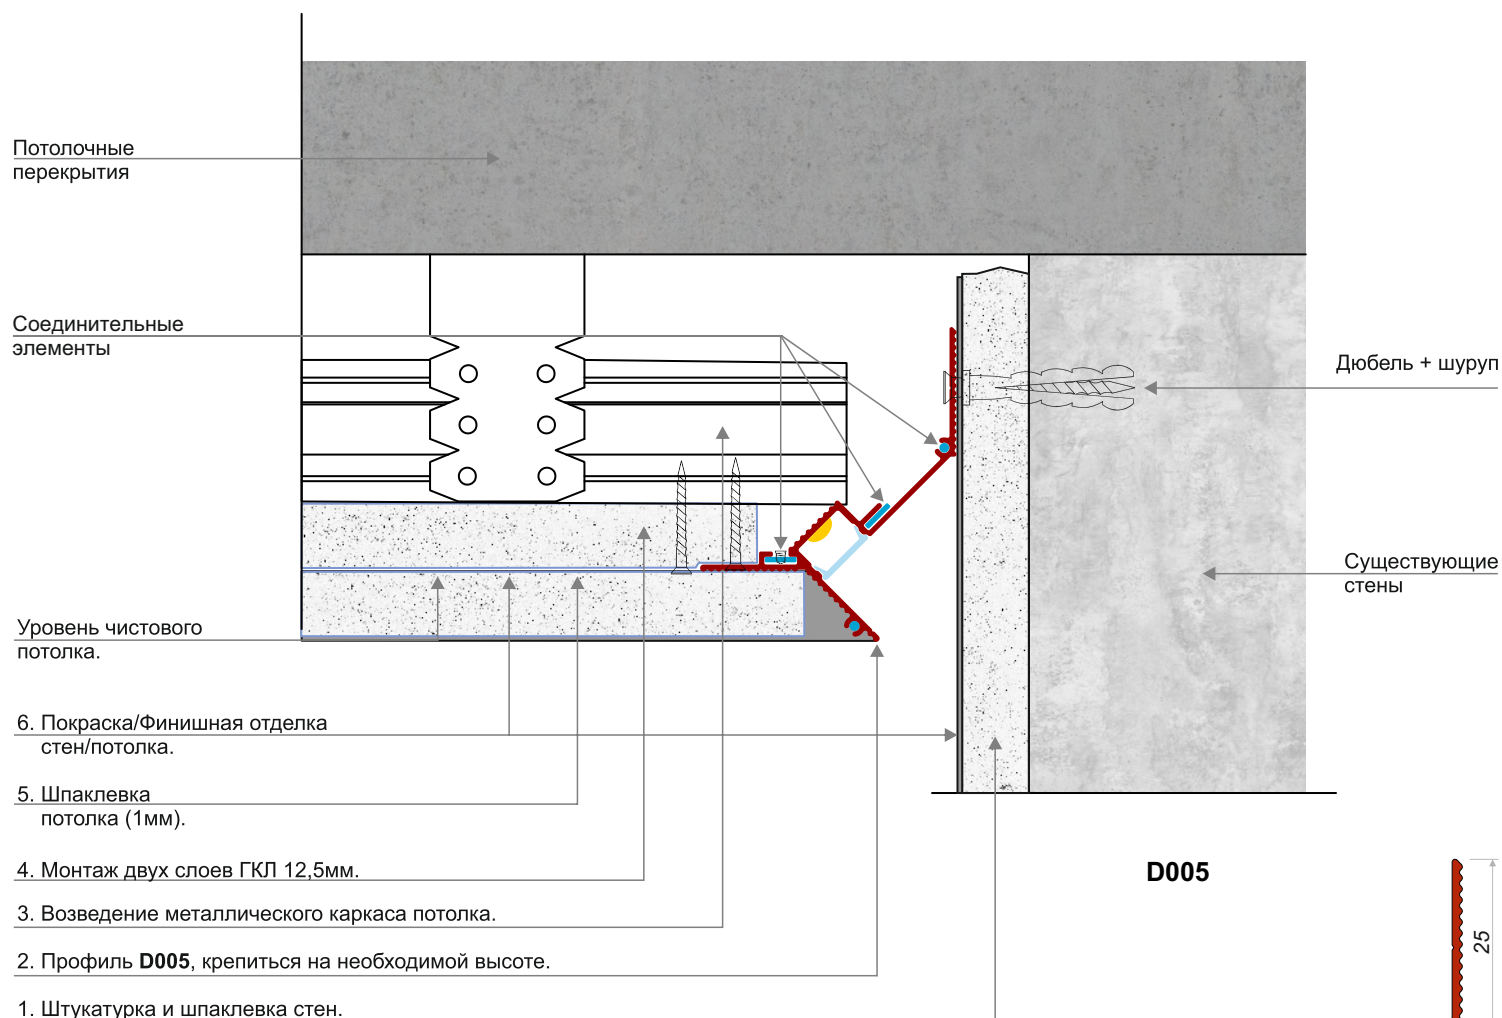 Потолочные
перекрытия
Соединительные
элементы
Дюбель + шуруп
Существующие
стены
Уровень чистового
потолка.
6. Покраска/Финишная отделка
стен/потолка.
5. Шпаклевка
потолка (1мм).
4. Монтаж двух слоев ГКЛ 12,5мм.
3. Возведение металлического каркаса потолка.
2. Профиль D005, крепиться на необходимой высоте.
1. Штукатурка и шпаклевка стен.
D005
25